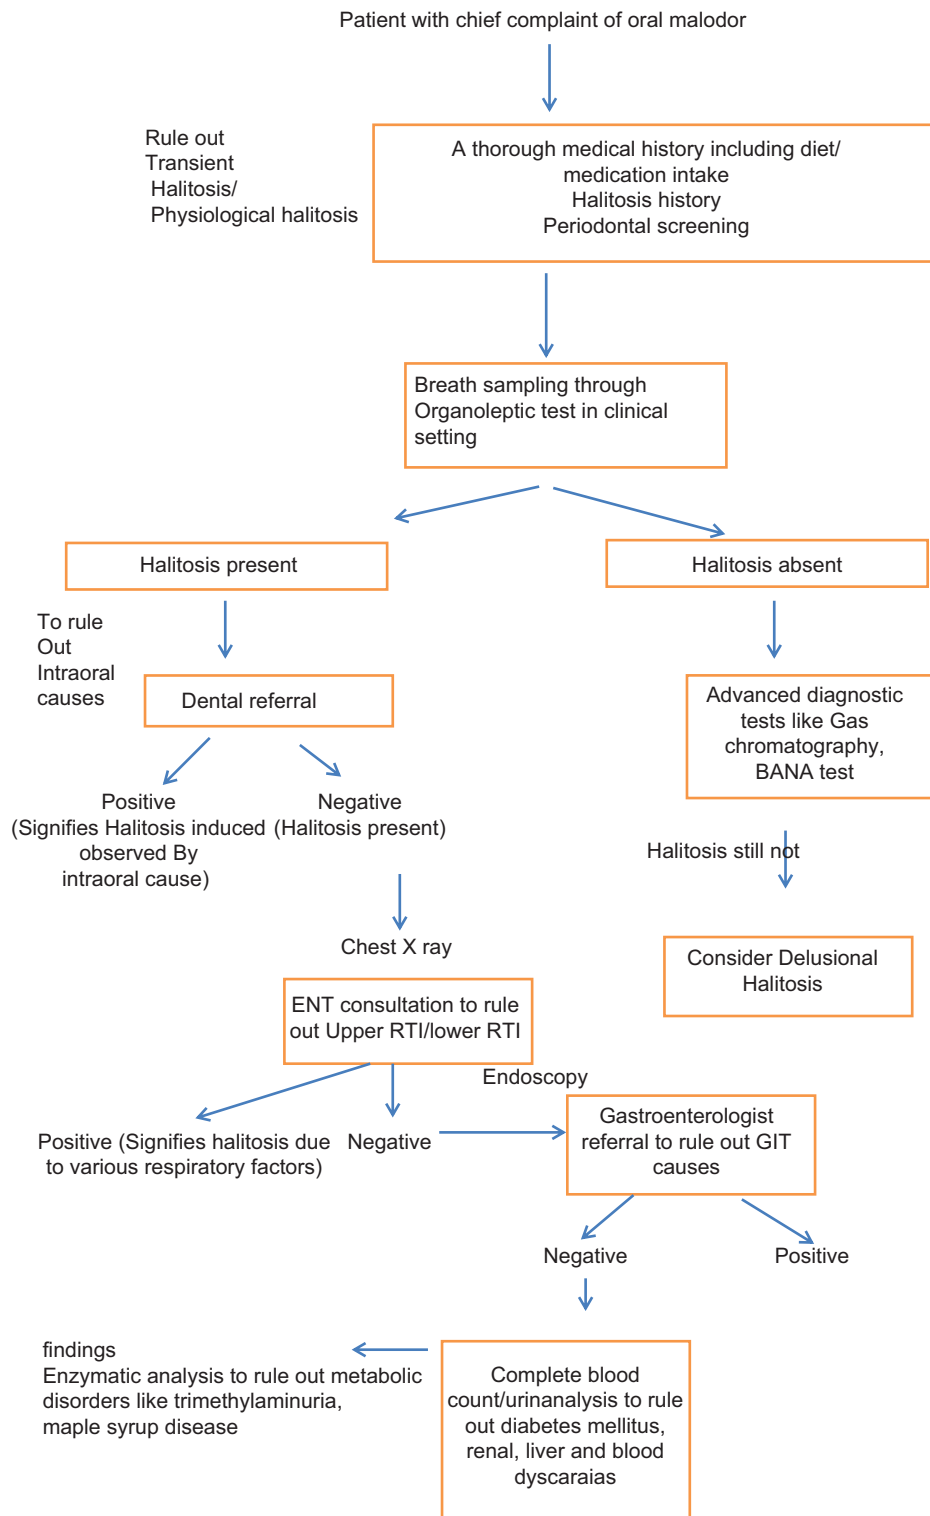 Patient with chief complaint of oral malodor
Rule out
Transient
Halitosis/
Physiological halitosis
A thorough medical history including diet/
medication intake
Halitosis history
Periodontal screening
Breath sampling through
Organoleptic test in clinical
setting
Halitosis present
Halitosis absent
To rule
Out
Intraoral
causes
Dental referral
Advanced diagnostic
tests like Gas
chromatography,
BANA test
Positive
(Signifies Halitosis induced
observed By
intraoral cause)
Negative
(Halitosis present)
Halitosis still not
Chest X ray
Consider Delusional
Halitosis
ENT consultation to rule
out Upper RTI/lower RTI
Endoscopy
Positive (Signifies halitosis due
to various respiratory factors)
Negative
Gastroenterologist
referral to rule out GIT
causes
Negative
Positive
findings
Enzymatic analysis to rule out metabolic
disorders like trimethylaminuria,
maple syrup disease
Complete blood
count/urinanalysis to rule
out diabetes mellitus,
renal, liver and blood
dyscaraias